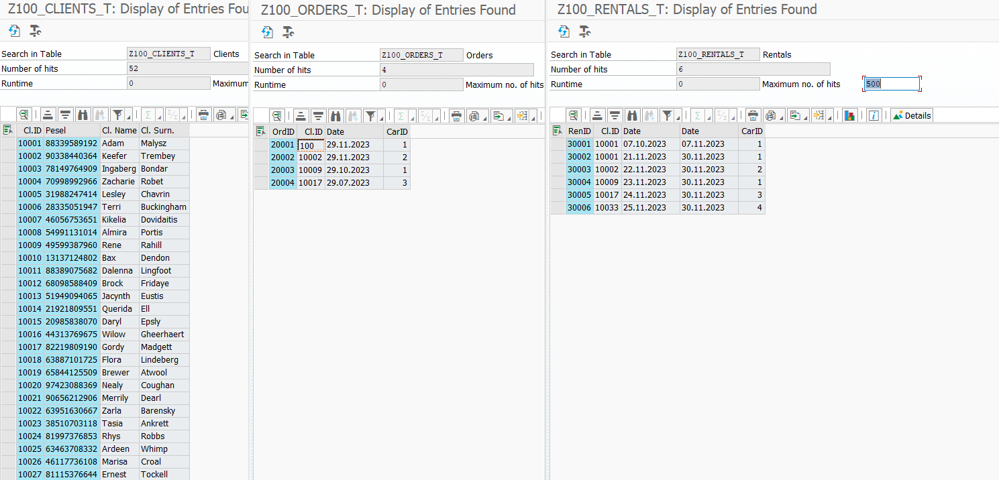 Z100_CLIENTS_T: Display of Entries Fou
Search in Table Z100_CLIENTS_T Clients
Number of hits 52
Runtime 0 Maximum
Cl.ID Pesel Cl. Name Cl. Surn.
10001 88339589192 Adam Malysz
10002 90338440364 Keefer Trembey
10003 78149764909 Ingaberg Bondar
10004 70998992966 Zacharie Robet
10005 31988247414 Lesley Chavrin
10006 28335051947 Terri Buckingham
10007 46056753651 Kikelia Dovidaitis
10008 54991131014 Almira Portis
10009 49599387960 Rene Rahill
10010 13137124802 Bax Dendon
10011 88389075682 Dalenna Lingfoot
10012 68098588409 Brock Fridaye
10013 51949094065 Jacynth Eustis
10014 21921809551 Querida Ell
10015 20985838070 Daryl Epsly
10016 44313769675 Wilow Gheerhaert
10017 82219809190 Gordy Madgett
10018 63887101725 Flora Lindeberg
10019 65844125509 Brewer Atwool
10020 97423088369 Nealy Coughan
10021 90656212906 Merrily Dearl
10022 63951630667 Zarla Barensky
10023 38510703118 Tasia Ankrett
10024 81997376853 Rhys Robbs
10025 63463708332 Ardeen Whimp
10026 46117736108 Marisa Croal
10027 81115376644 Ernest Tockell
Z100_ORDERS_T: Display of Entries Found
Search in Table Z100_ORDERS_T Orders
Number of hits 4
Runtime 0 Maximum no. of hits
OrdID Cl.ID Date CarID
20001 100 29.11.2023 1
20002 10002 29.11.2023 2
20003 10009 29.10.2023 1
20004 10017 29.07.2023 3
Z100_RENTALS_T: Display of Entries Found
Search in Table Z100_RENTALS_T Rentals
Number of hits 6
Runtime 0 Maximum no. of hits 500
Details
RenID Cl.ID Date Date CarID
30001 10001 07.10.2023 07.11.2023 1
30002 10001 21.11.2023 30.11.2023 1
30003 10002 22.11.2023 30.11.2023 2
30004 10009 23.11.2023 30.11.2023 1
30005 10017 24.11.2023 30.11.2023 3
30006 10033 25.11.2023 30.11.2023 4